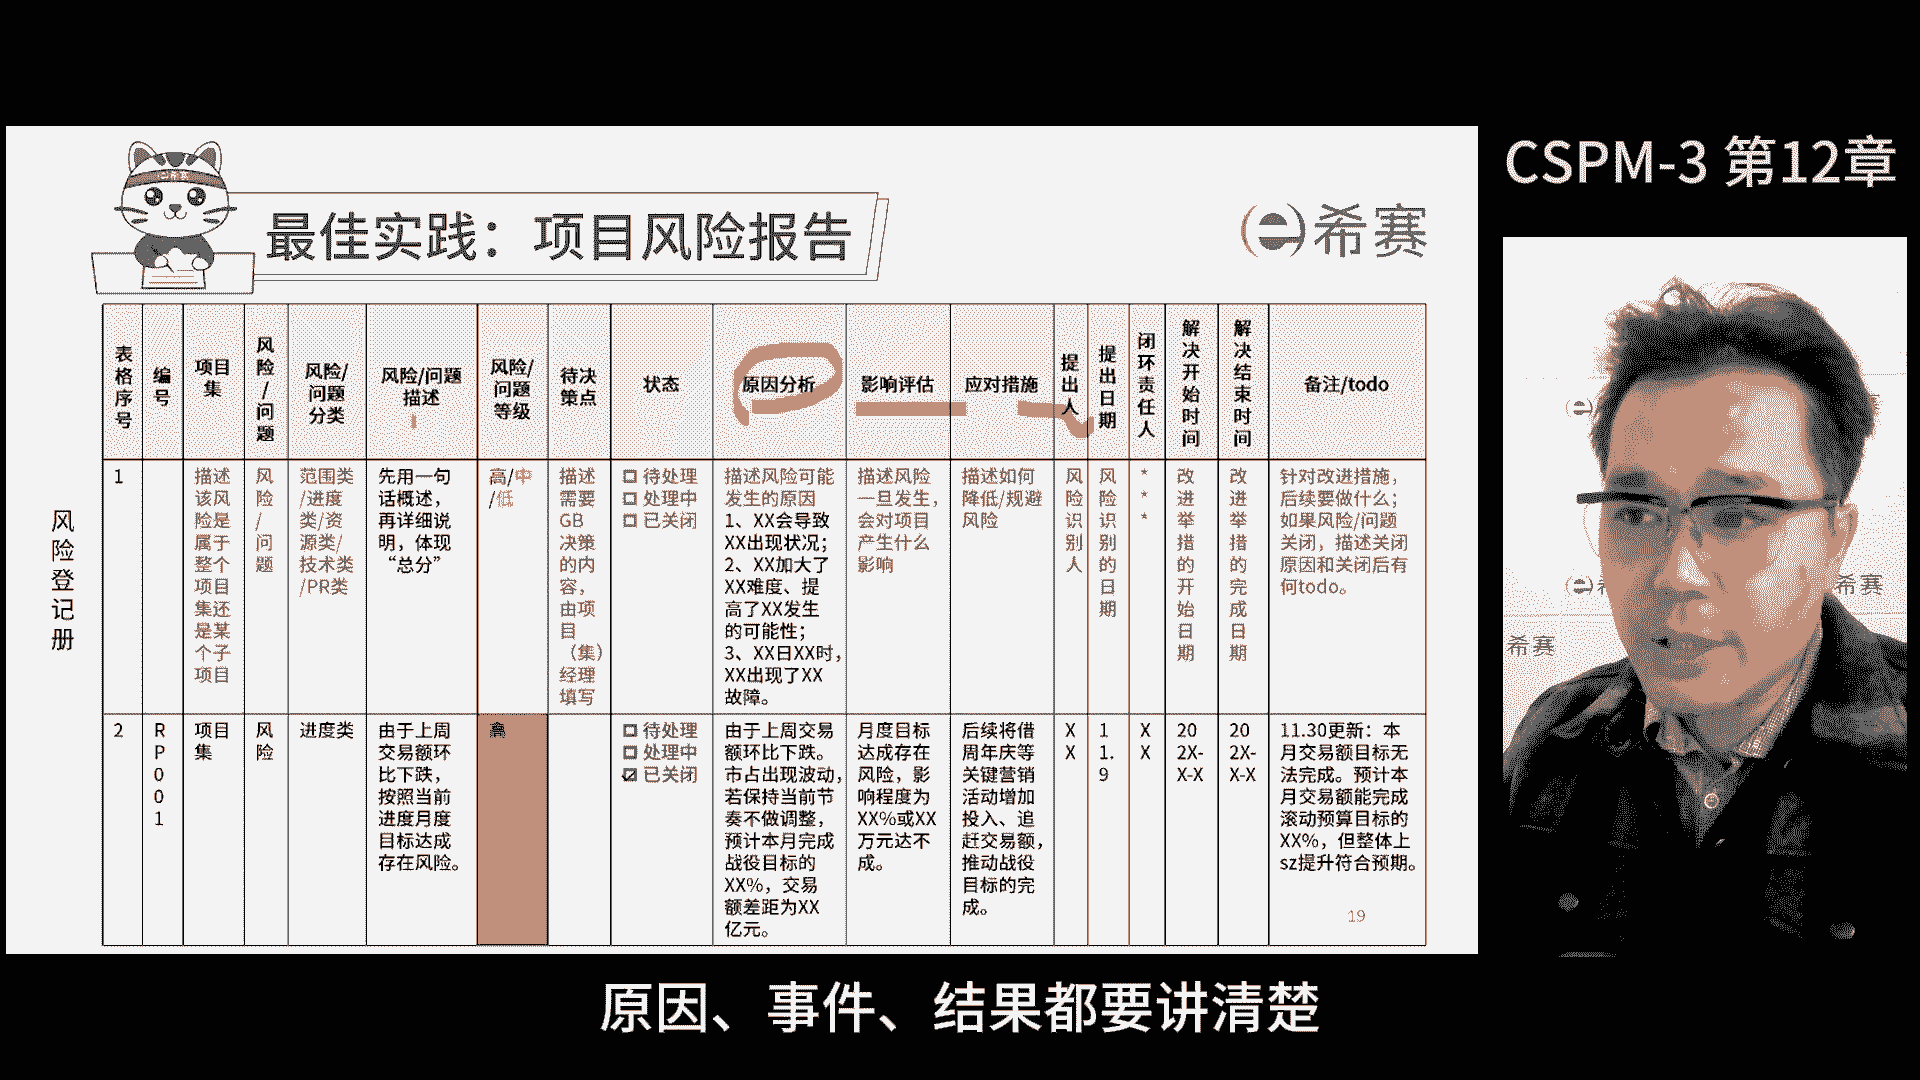 CSPM-3 第12章
最佳实践：项目风险报告
希赛
风险登记册
表格序号
编号
项目集
风险/问题
风险/问题分类
风险/问题描述
风险/问题等级
待决策点
状态
原因分析
影响评估
应对措施
提出人
提出日期
闭环责任人
解决开始时间
解决结束时间
备注/todo
1
描述
该风
险是
属于
整个
项目
集还
是某
个子
项目
风
险
/
问
题
范围类
/进度
类/资
源类/
技术类
/PR类
先用一句
话概述，
再详细说
明，体现
“总分”
高/中
/低
描述
需要
GB
决策
的内
容，
由项
目
（集）
经理
填写
待处理
处理中
已关闭
描述风险可能
发生的原因
1、XX会导致
XX出现状况；
2、XX加大了
XX难度、提
高了XX发生
的可能性；
3、XX日XX时，
XX出现了XX
故障。
描述风险
一旦发生，
会对项目
产生什么
影响
描述如何
降低/规避
风险
风
险
识
别
人
风
险
识
别
的
日
期
*
*
*
改
进
举
措
的
开
始
日
期
改
进
举
措
的
完
成
日
期
针对改进措施，
后续要做什么；
如果风险/问题
关闭，描述关闭
原因和关闭后有
何todo。
2
R
P
0
0
1
项目
集
风
险
进度类
由于上周
交易额环
比下跌，
按照当前
进度月度
目标达成
存在风险。
高
待处理
处理中
已关闭
由于上周交易
额环比下跌。
市占出现波动，
若保持当前节
奏不做调整，
预计本月完成
战役目标的
XX%，交易
额差距为XX
亿元。
月度目标
达成存在
风险，影
响程度为
XX%或XX
万元达不
成。
后续将借
周年庆等
关键营销
活动增加
投入、追
赶交易额，
推动战役
目标的完
成。
X
X
1
1.
9
X
X
20
2X-
X-X
20
2X-
X-X
11.30更新：本
月交易额目标无
法完成。预计本
月交易额能完成
滚动预算目标的
XX%，但整体上
sz提升符合预期。
19
希赛
希赛
原因、事件、结果都要讲清楚